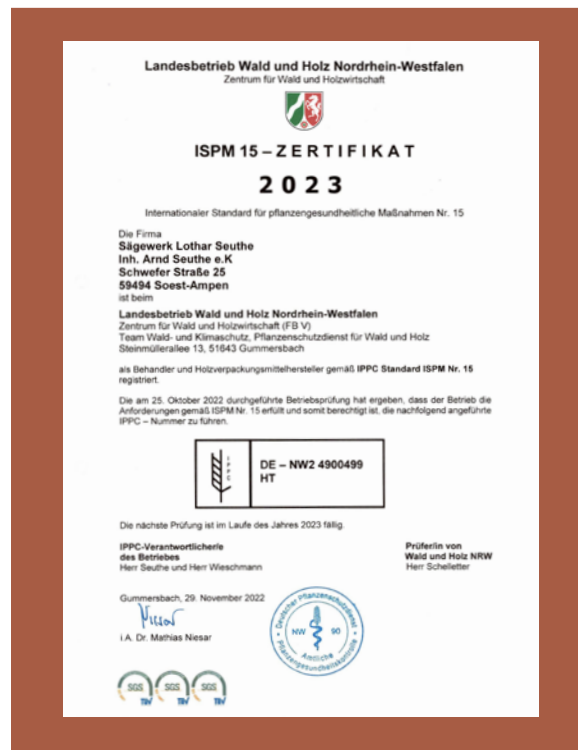 Landesbetrieb Wald und Holz Nordrhein-Westfalen
Zentrum für Wald und Holzwirtschaft
ISPM 15 – Z E R T I F I K A T
2 0 2 3
Internationaler Standard für pflanzengesundheitliche Maßnahmen Nr. 15
Die Firma
Sägewerk Lothar Seuthe
Inh. Arnd Seuthe e.K
Schwefer Straße 25
59494 Soest-Ampen
ist beim
Landesbetrieb Wald und Holz Nordrhein-Westfalen
Zentrum für Wald und Holzwirtschaft (FB V)
Team Wald- und Klimaschutz, Pflanzenschutzdienst für Wald und Holz
Steinmüllerallee 13, 51643 Gummersbach
als Behandler und Holzverpackungsmittelhersteller gemäß IPPC Standard ISPM Nr. 15
registriert.
Die am 25. Oktober 2022 durchgeführte Betriebsprüfung hat ergeben, dass der Betrieb die
Anforderungen gemäß ISPM Nr. 15 erfüllt und somit berechtigt ist, die nachfolgend angeführte
IPPC – Nummer zu führen.
IPPC
DE – NW2 4900499
HT
Die nächste Prüfung ist im Laufe des Jahres 2023 fällig.
IPPC-Verantwortlicher/e
des Betriebes
Herr Seuthe und Herr Wieschmann
Prüfer/in von
Wald und Holz NRW
Herr Schelletter
Gummersbach, 29. November 2022
i.A. Dr. Mathias Niesar
Deutscher Pflanzenschutzdienst
NW 90
Amtliche
Pflanzengesundheitskontrolle
SGS SGS SGS
TÜV TÜV TÜV